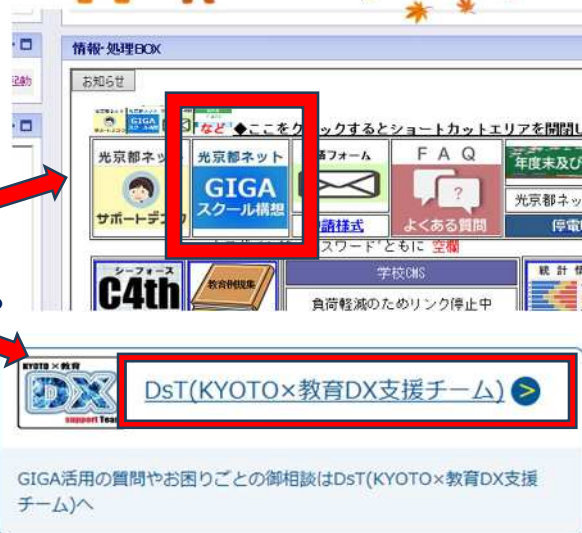 情報・処理BOX
お知らせ
など ◆ここをクリックするとショートカットエリアを開閉し
光京都ネッ
サポートデスク
光京都ネット
GIGA
スクール構想
フォーム
請様式
FAQ
?
よくある質問
年度末及び
光京都ネッ
停電
スワード ともに 空欄
シーフォース
C4th
教育例規集
学校CMS
負荷軽減のためリンク停止中
統計情
KYOTO×教育
DX
support Team
DsT(KYOTO×教育DX支援チーム)
GIGA活用の質問やお困りごとの御相談はDsT(KYOTO×教育DX支援
チーム)へ